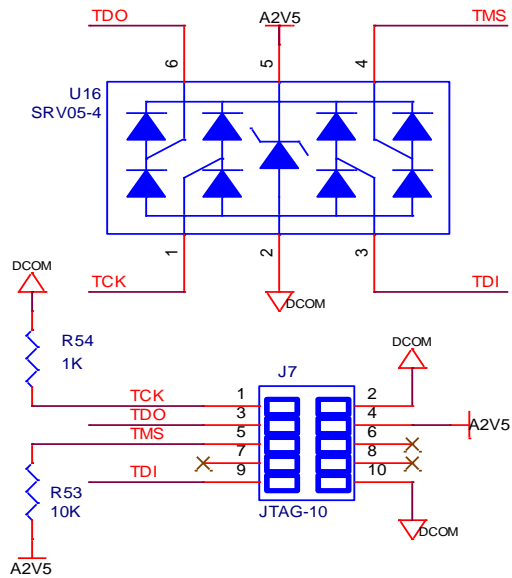 TDO
A2V5
TMS
6
5
4
U16
SRV05-4
1
2
3
TCK
DCOM
TDI
DCOM
R54
1K
DCOM
J7
TCK
1
2
TDO
3
4
A2V5
TMS
5
6
7
8
TDI
9
10
R53
10K
JTAG-10
DCOM
A2V5